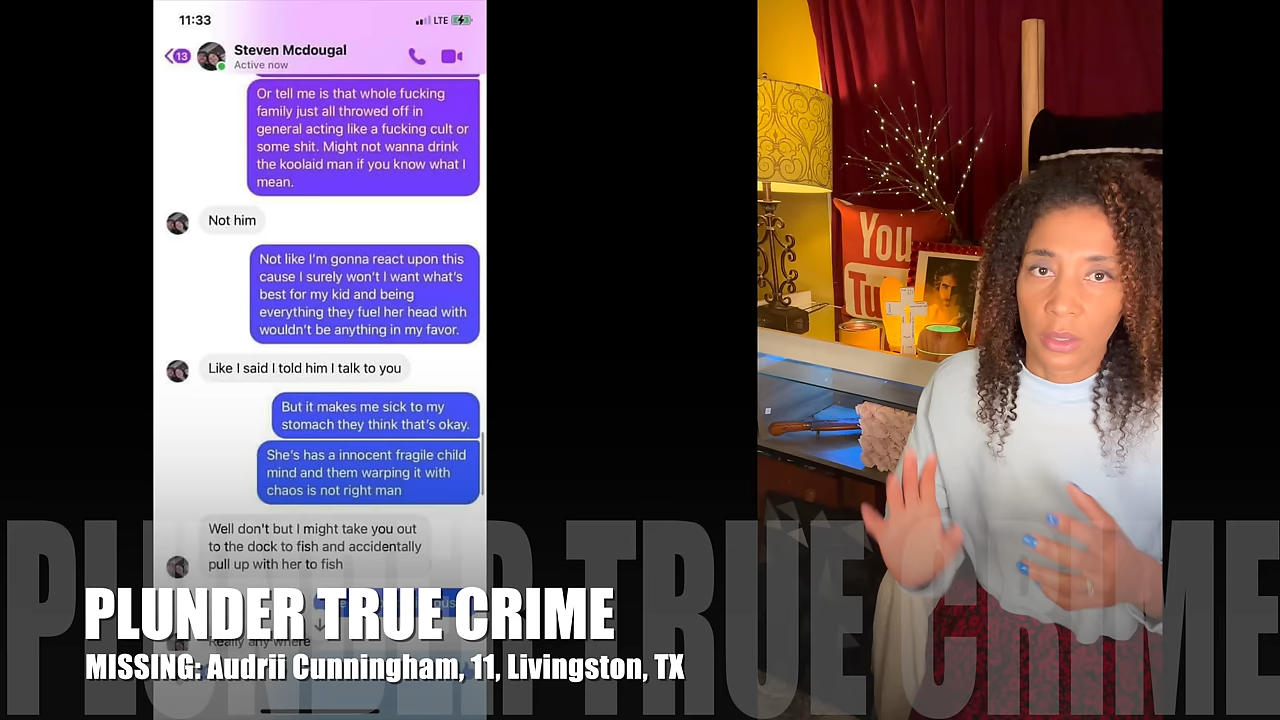 11:33
LTE
13
Steven Mcdougal
Active now
Or tell me is that whole fucking
family just all throwed off in
general acting like a fucking cult or
some shit. Might not wanna drink
the koolaid man if you know what I
mean.
Not him
Not like I'm gonna react upon this
cause I surely won't I want what's
best for my kid and being
everything they fuel her head with
wouldn't be anything in my favor.
Like I said I told him I talk to you
But it makes me sick to my
stomach they think that's okay.
She's has a innocent fragile child
mind and them warping it with
chaos is not right man
Well don't but I might take you out
to the dock to fish and accidentally
pull up with her to fish
Really any where
You
Tu
PLUNDER TRUE CRIME
PLUNDER TRUE CRIME
MISSING: Audrii Cunningham, 11, Livingston, TX